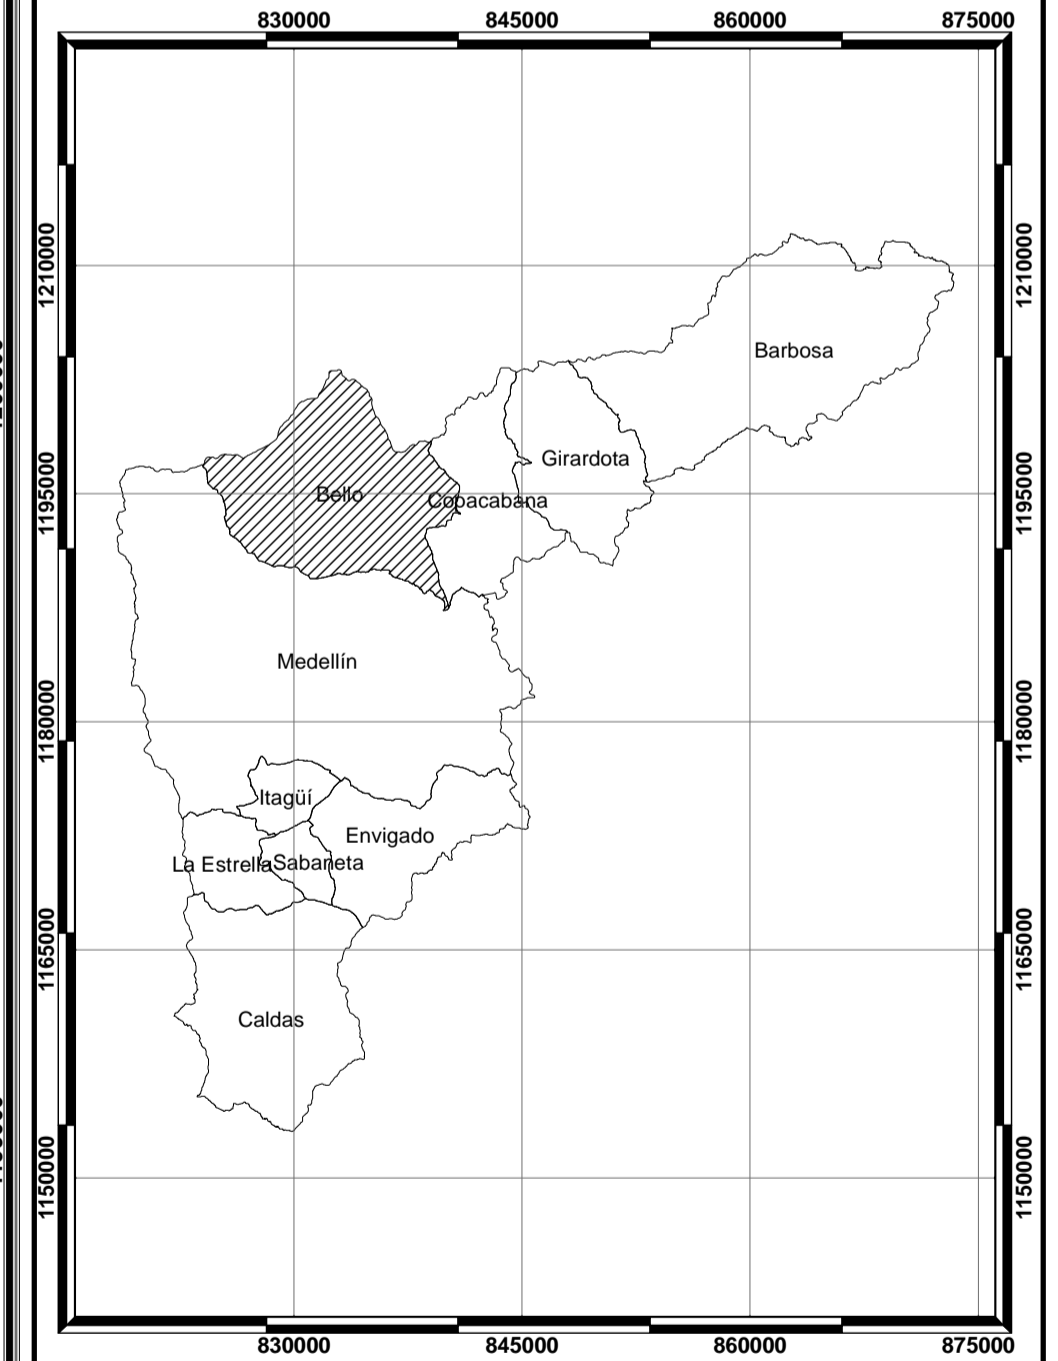 830000 845000 860000 875000
1210000 1210000
Barbosa
Girardota
1195000 1195000
Bello
Copacabana
Medellín
1180000 1180000
Itagüí
Envigado
La Estrella Sabaneta
1165000 1165000
Caldas
1150000 1150000
830000 845000 860000 875000